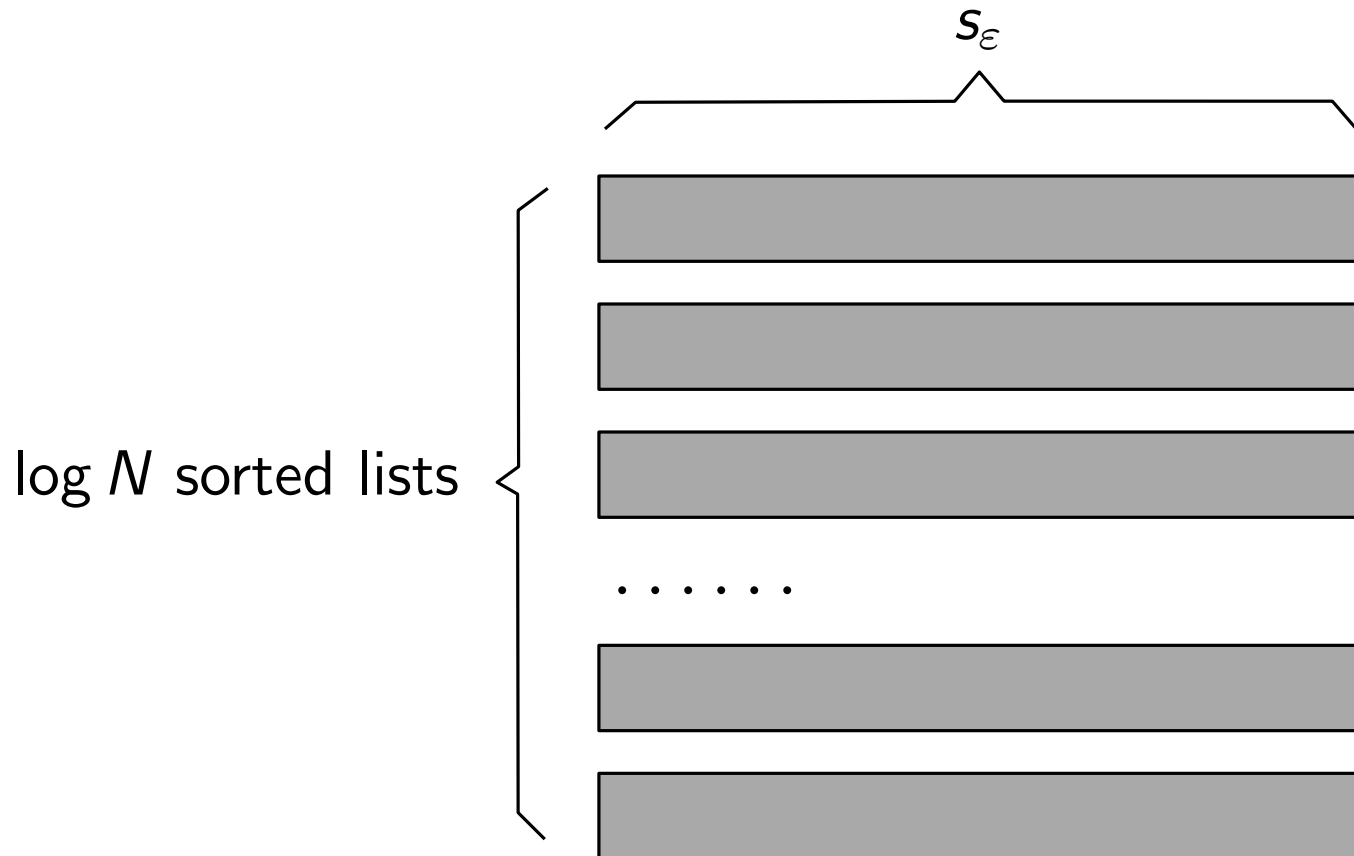 s_ε
log N sorted lists
· · · · · ·